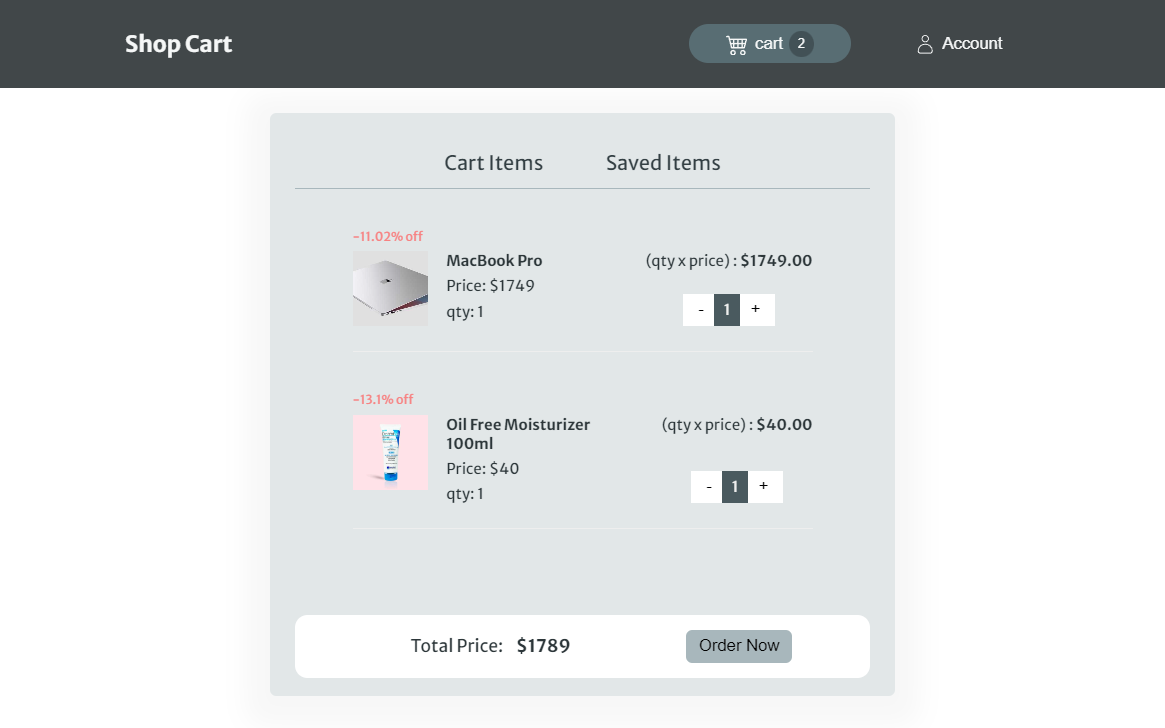 Shop Cart
cart 2
Account
Cart Items
Saved Items
-11.02% off
MacBook Pro
Price: $1749
qty: 1
(qty x price) : $1749.00
- 1 +
-13.1% off
Oil Free Moisturizer
100ml
Price: $40
qty: 1
(qty x price) : $40.00
- 1 +
Total Price: $1789
Order Now